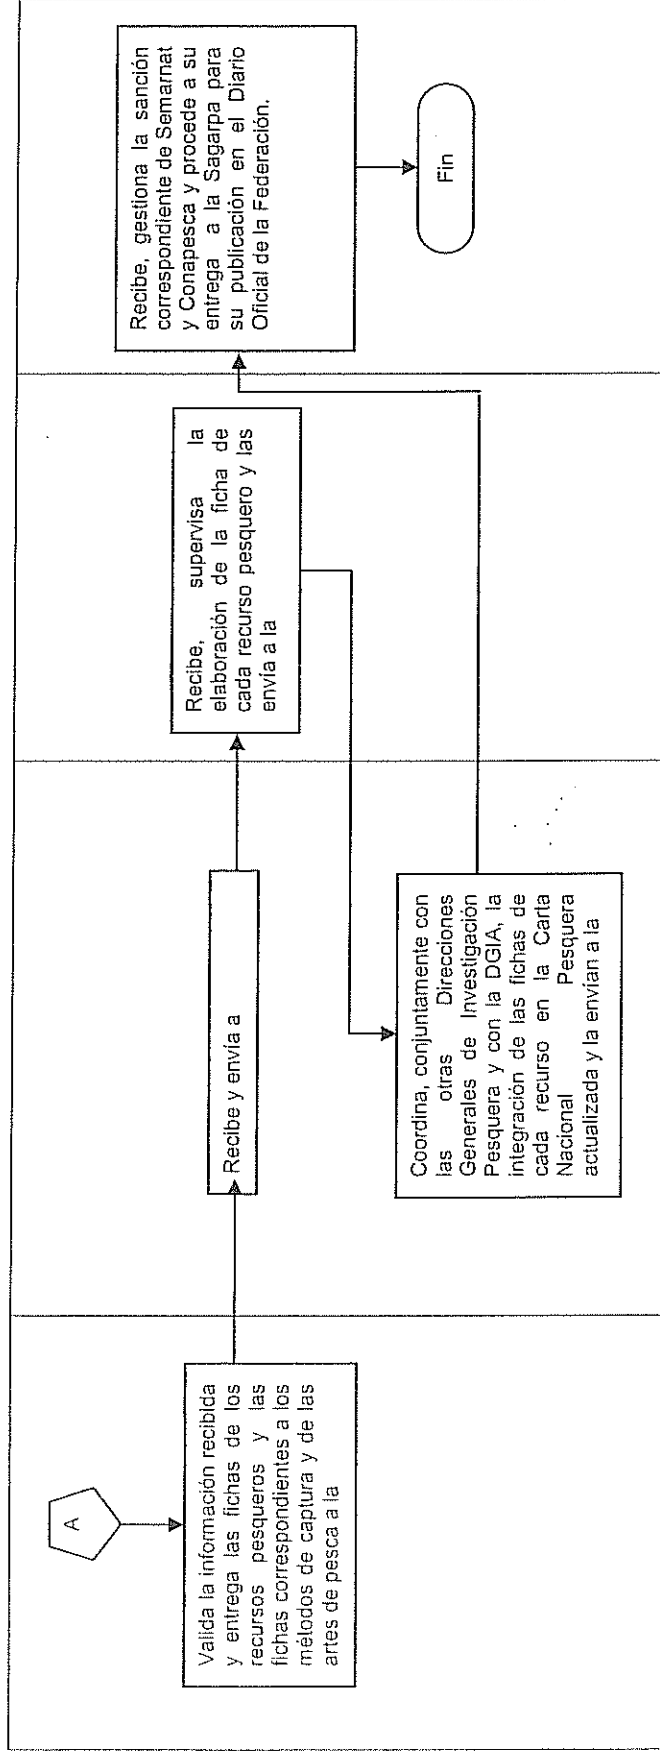 A
Valida la información recibida
y entrega las fichas de los
recursos pesqueros y las
fichas correspondientes a los
métodos de captura y de las
artes de pesca a la
Recibe y envía a
Recibe, supervisa la
elaboración de la ficha de
cada recurso pesquero y las
envía a la
Coordina, conjuntamente con
las otras Direcciones
Generales de Investigación
Pesquera y con la DGIA, la
integración de las fichas de
cada recurso en la Carta
Nacional Pesquera
actualizada y la envían a la
Recibe, gestiona la sanción
correspondiente de Semarnat
y Conapesca y procede a su
entrega a la Sagarpa para
su publicación en el Diario
Oficial de la Federación.
Fin